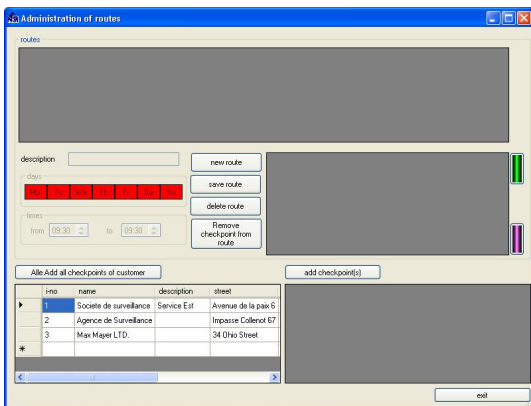 Administration of routes
routes
description
new route
days
Mo Tu We Th Fr Sa Su
save route
delete route
times
from 09:30 to 09:30
Remove
checkpoint from
route
Alle Add all checkpoints of customer
add checkpoint(s)
i-no name description street
1 Societe de surveillance Service Est Avenue de la paix 6
2 Agence de Surveillance Impasse Collenot 67
3 Max Mayer LTD. 34 Ohio Street
exit